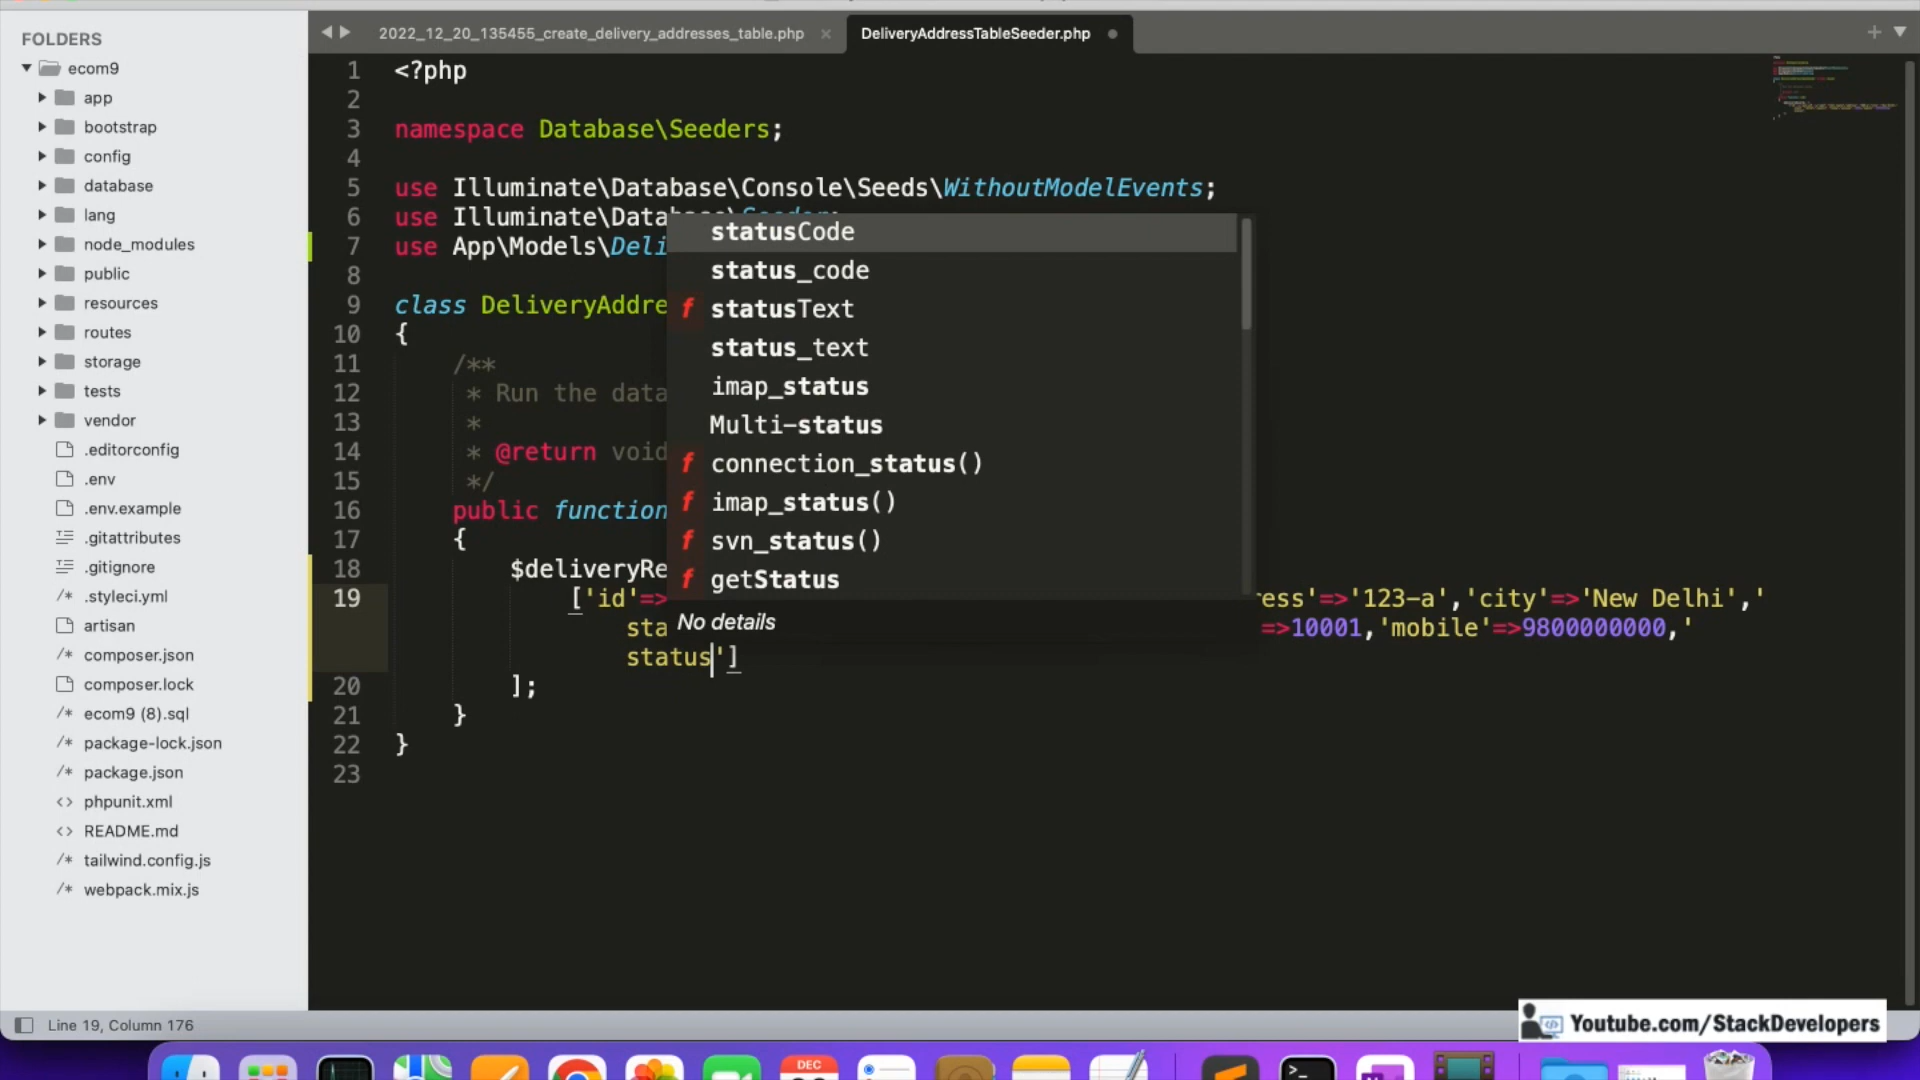 FOLDERS
ecom9
app
bootstrap
config
database
lang
node_modules
public
resources
routes
storage
tests
vendor
.editorconfig
.env
.env.example
.gitattributes
.gitignore
.styleci.yml
artisan
composer.json
composer.lock
ecom9 (8).sql
package-lock.json
package.json
phpunit.xml
README.md
tailwind.config.js
webpack.mix.js
2022_12_20_135455_create_delivery_addresses_table.php
DeliveryAddressTableSeeder.php
1 <?php
2
3 namespace Database\Seeders;
4
5 use Illuminate\Database\Console\Seeds\WithoutModelEvents;
6 use Illuminate\Database\Seeder;
7 use App\Models\Deli
8
9 class DeliveryAddre
10 {
11 /**
12 * Run the data
13 *
14 * @return void
15 */
16 public function
17 {
18 $deliveryRe
19 ['id'=> ess'=>'123-a','city'=>'New Delhi','
sta =>10001,'mobile'=>9800000000,'
status']
20 ];
21 }
22 }
23
statusCode
status_code
f statusText
status_text
imap_status
Multi-status
f connection_status()
f imap_status()
f svn_status()
f getStatus
No details
Line 19, Column 176
Youtube.com/StackDevelopers
DEC